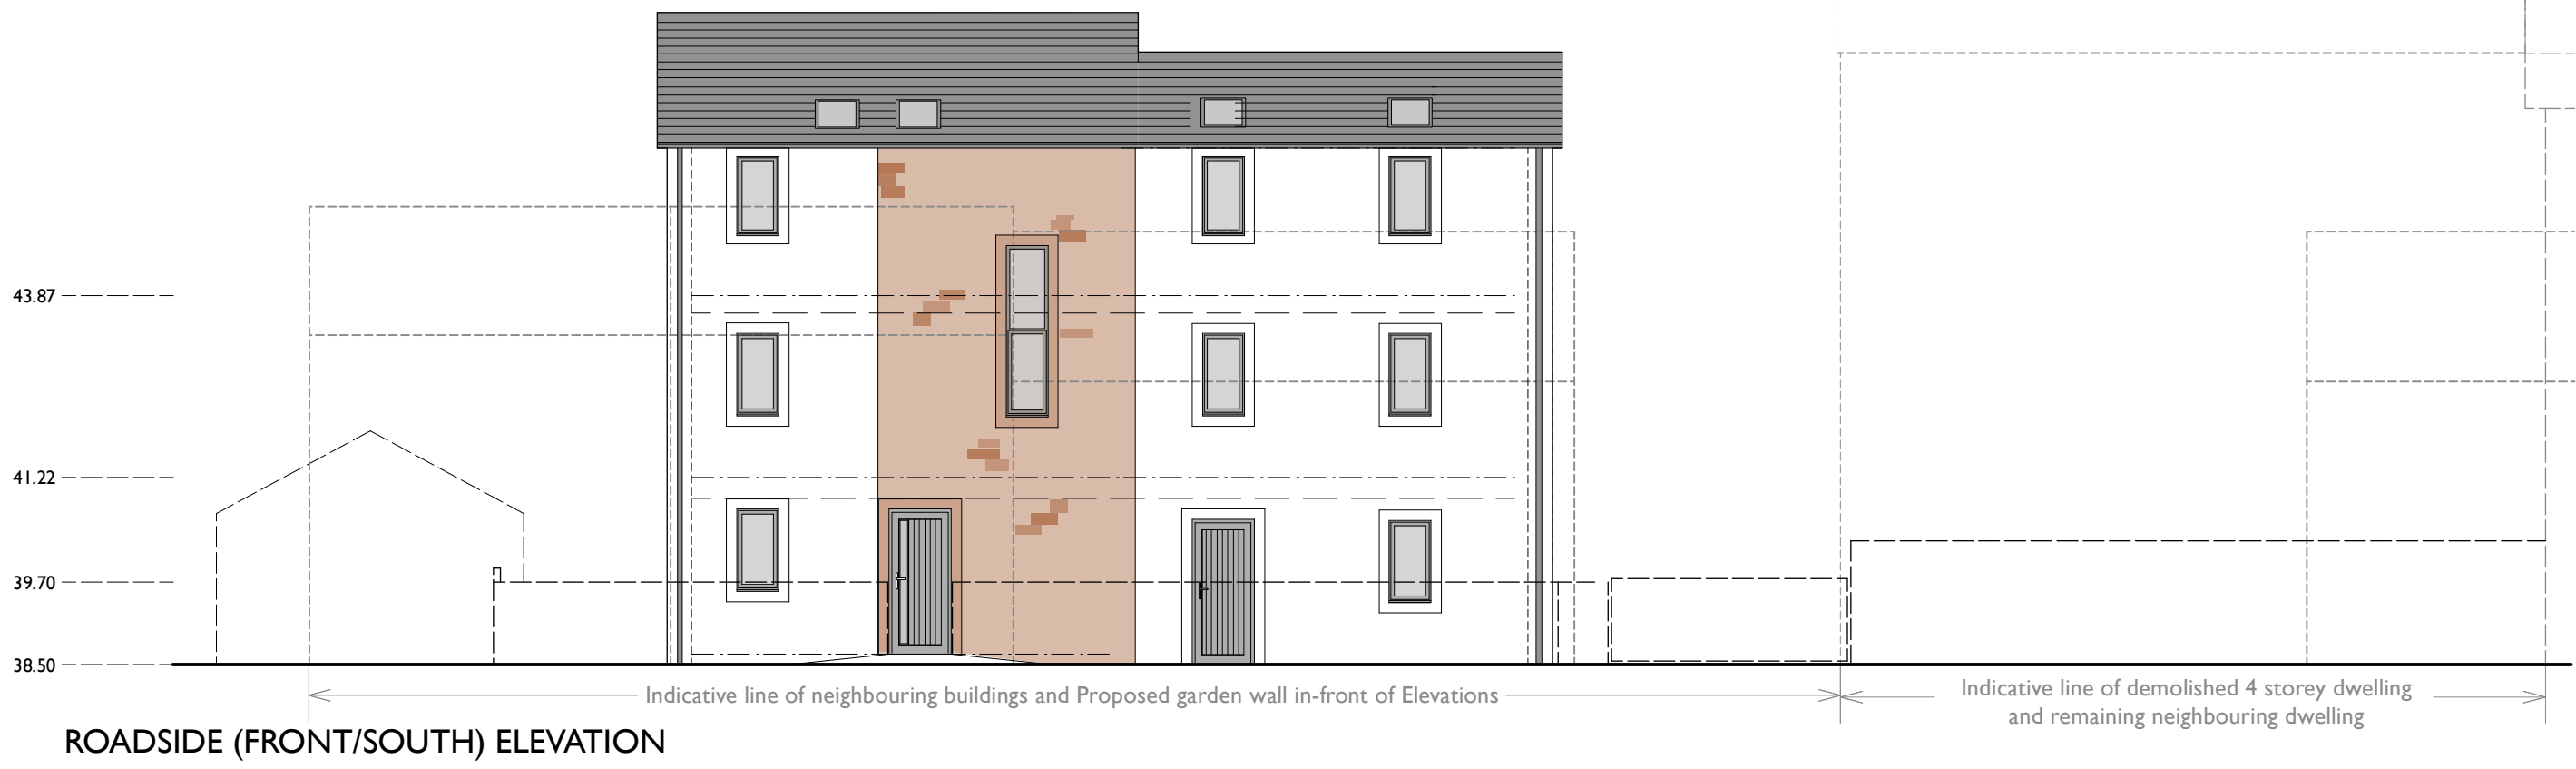 43.87
41.22
39.70
38.50
Indicative line of neighbouring buildings and Proposed garden wall in-front of Elevations
Indicative line of demolished 4 storey dwelling
and remaining neighbouring dwelling
ROADSIDE (FRONT/SOUTH) ELEVATION